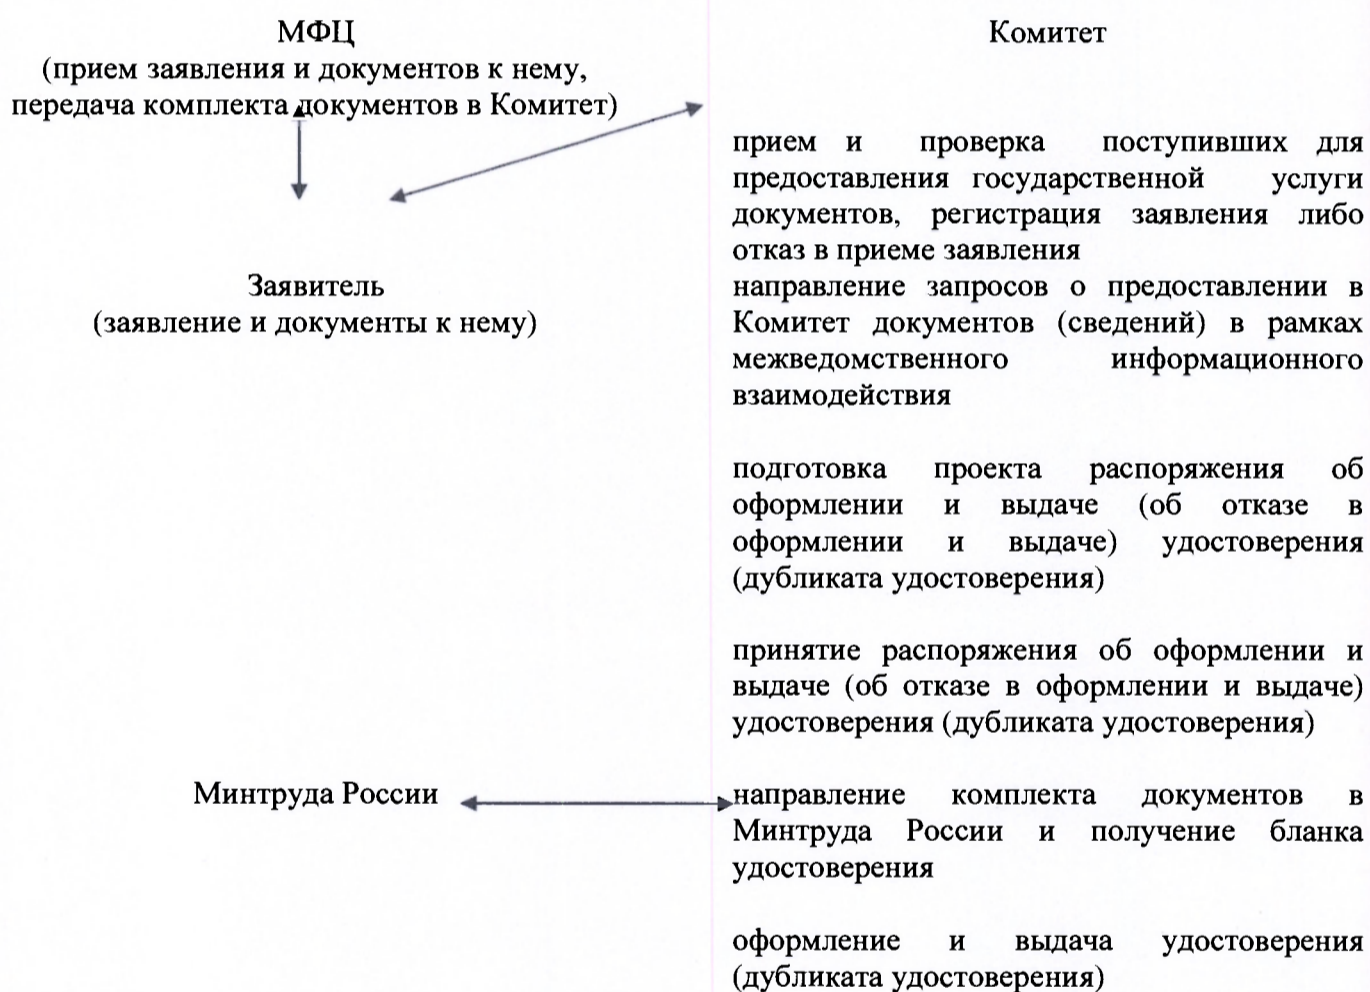 МФЦ
(прием заявления и документов к нему,
передача комплекта документов в Комитет)
Заявитель
(заявление и документы к нему)
Минтруда России
Комитет
прием и проверка поступивших для
предоставления государственной услуги
документов, регистрация заявления либо
отказ в приеме заявления
направление запросов о предоставлении в
Комитет документов (сведений) в рамках
межведомственного информационного
взаимодействия
подготовка проекта распоряжения об
оформлении и выдаче (об отказе в
оформлении и выдаче) удостоверения
(дубликата удостоверения)
принятие распоряжения об оформлении и
выдаче (об отказе в оформлении и выдаче)
удостоверения (дубликата удостоверения)
направление комплекта документов в
Минтруда России и получение бланка
удостоверения
оформление и выдача удостоверения
(дубликата удостоверения)